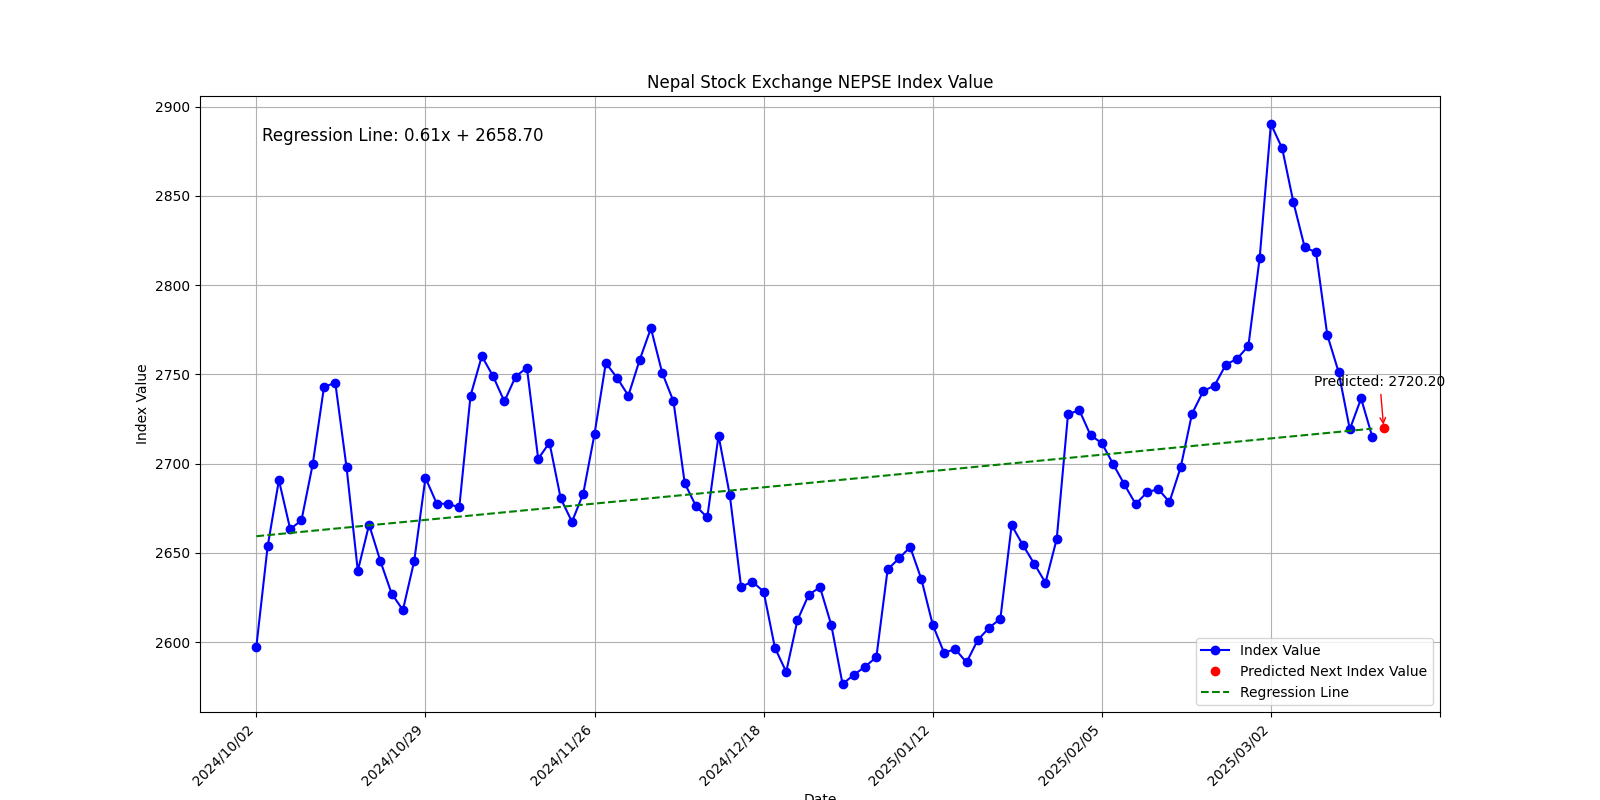 Nepal Stock Exchange NEPSE Index Value
Regression Line: 0.61x + 2658.70
2900
2850
2800
2750
2700
2650
2600
Index Value
Predicted: 2720.20
Index Value
Predicted Next Index Value
Regression Line
2024/10/02
2024/10/29
2024/11/26
2024/12/18
2025/01/12
2025/02/05
2025/03/02
Date